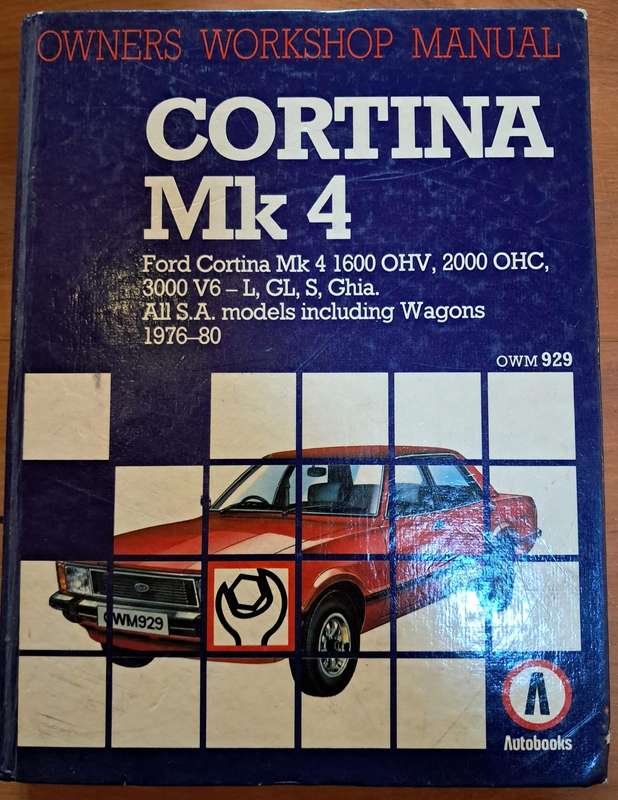 OWNERS WORKSHOP MANUAL
CORTINA
Mk 4
Ford Cortina Mk 4 1600 OHV, 2000 OHC,
3000 V6 – L, GL, S, Ghia.
All S.A. models including Wagons
1976–80
OWM 929
OWM929
Autobooks